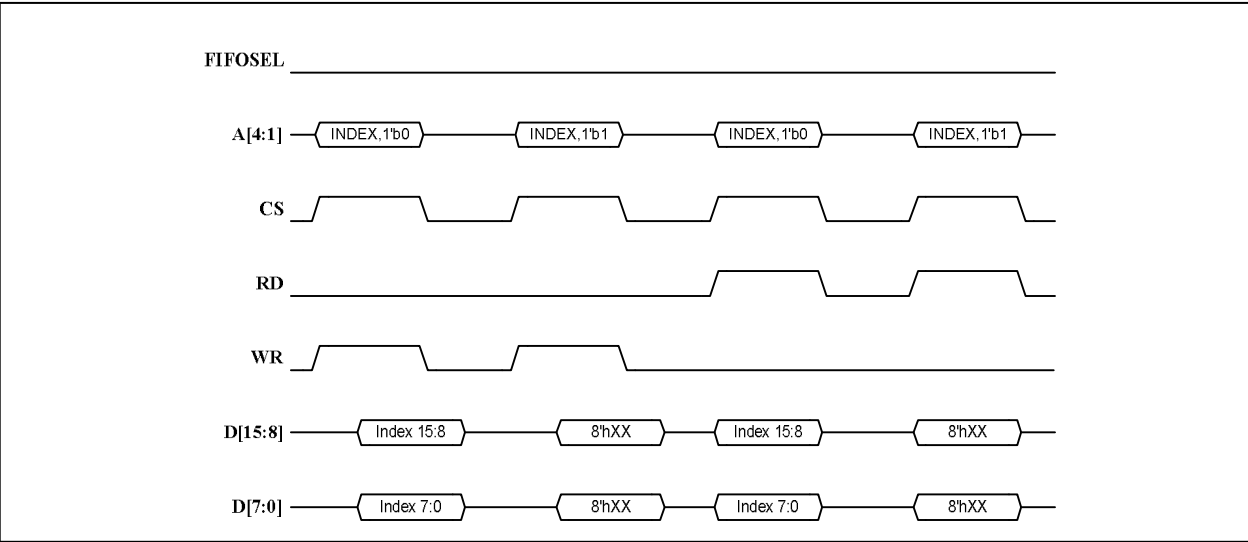 FIFOSEL
A[4:1] INDEX,1'b0 INDEX,1'b1 INDEX,1'b0 INDEX,1'b1
CS
RD
WR
D[15:8] Index 15:8 8'hXX Index 15:8 8'hXX
D[7:0] Index 7:0 8'hXX Index 7:0 8'hXX